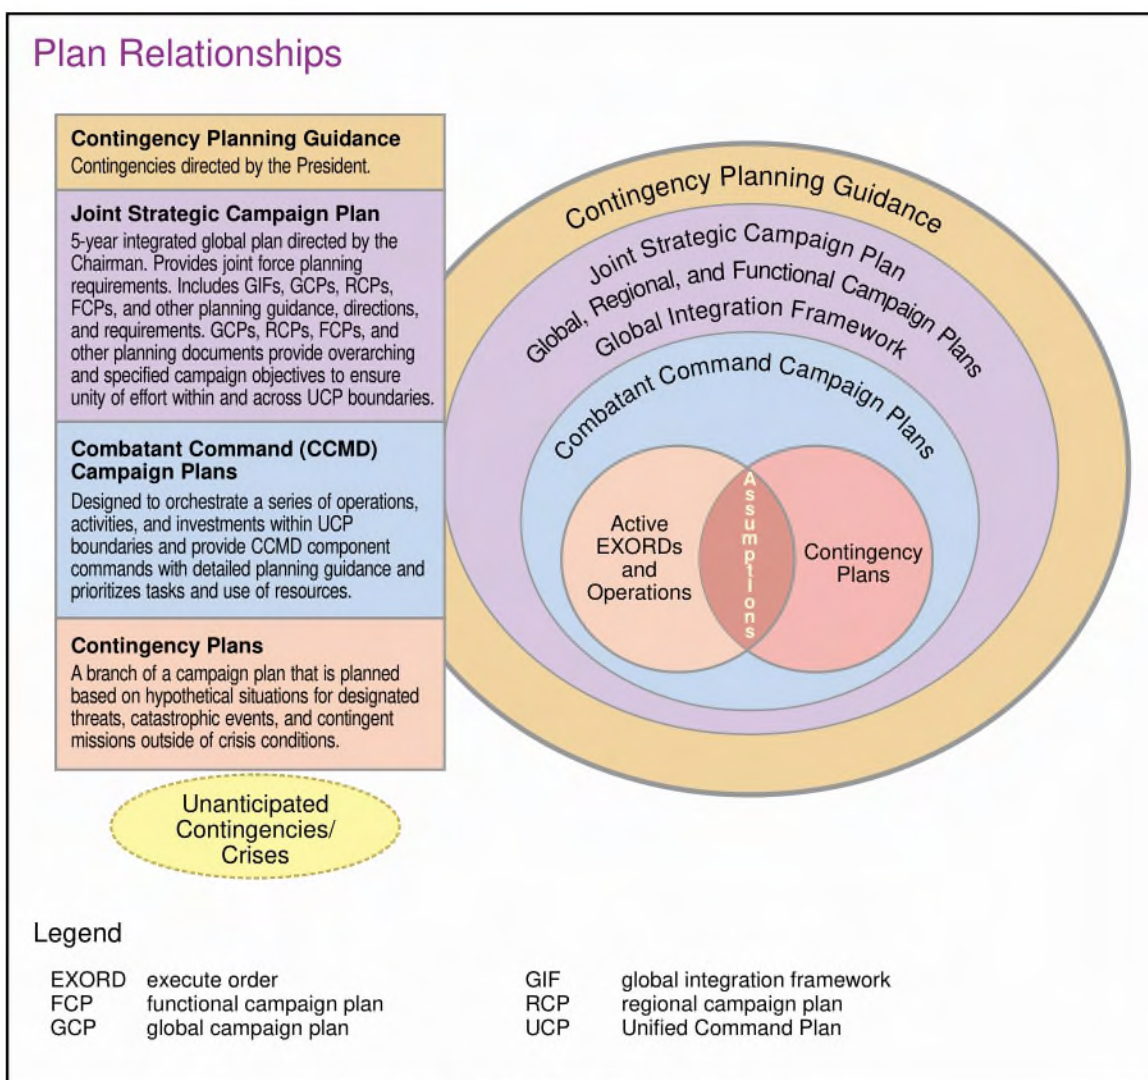 Plan Relationships
Contingency Planning Guidance
Contingencies directed by the President.
Joint Strategic Campaign Plan
5-year integrated global plan directed by the
Chairman. Provides joint force planning
requirements. Includes GIFs, GCPs, RCPs,
FCPs, and other planning guidance, directions,
and requirements. GCPs, RCPs, FCPs, and
other planning documents provide overarching
and specified campaign objectives to ensure
unity of effort within and across UCP boundaries.
Combatant Command (CCMD)
Campaign Plans
Designed to orchestrate a series of operations,
activities, and investments within UCP
boundaries and provide CCMD component
commands with detailed planning guidance and
prioritizes tasks and use of resources.
Contingency Plans
A branch of a campaign plan that is planned
based on hypothetical situations for designated
threats, catastrophic events, and contingent
missions outside of crisis conditions.
Unanticipated
Contingencies/
Crises
Contingency Planning Guidance
Joint Strategic Campaign Plan
Global, Regional, and Functional Campaign Plans
Global Integration Framework
Combatant Command Campaign Plans
Active
EXORDs
and
Operations
Assumptions
Contingency
Plans
Legend
EXORD execute order
FCP functional campaign plan
GCP global campaign plan
GIF global integration framework
RCP regional campaign plan
UCP Unified Command Plan